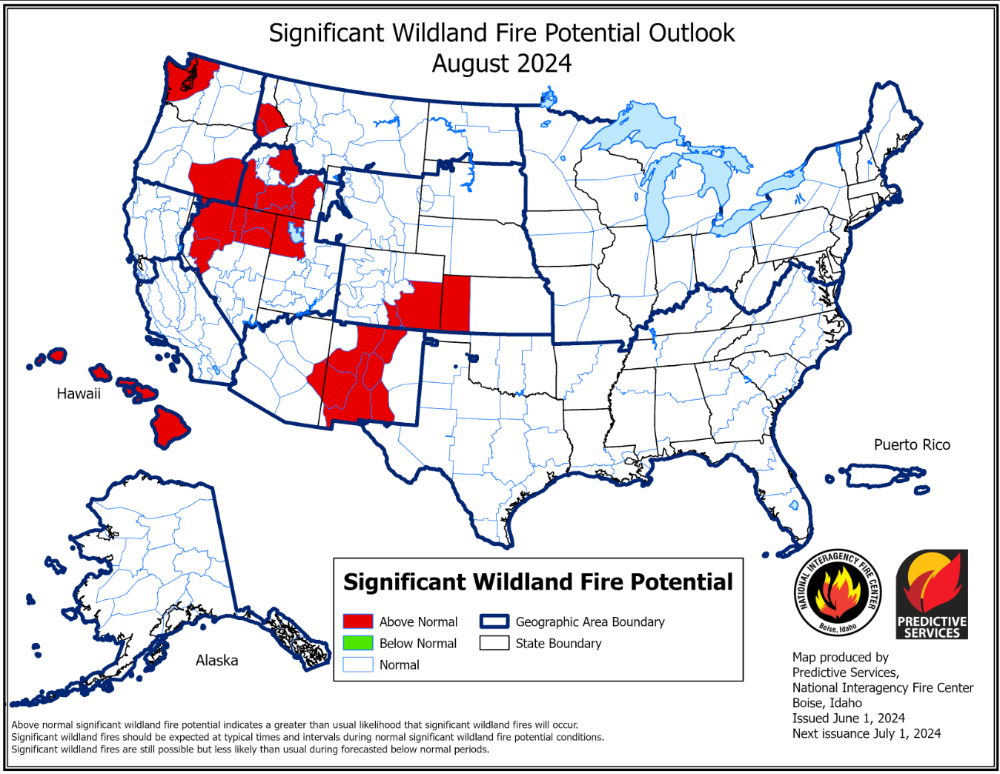 Significant Wildland Fire Potential Outlook
August 2024
Hawaii
Puerto Rico
Alaska
Significant Wildland Fire Potential
Above Normal
Below Normal
Normal
Geographic Area Boundary
State Boundary
NATIONAL INTERAGENCY FIRE CENTER
Boise, Idaho
PREDICTIVE
SERVICES
Map produced by
Predictive Services,
National Interagency Fire Center
Boise, Idaho
Issued June 1, 2024
Next issuance July 1, 2024
Above normal significant wildland fire potential indicates a greater than usual likelihood that significant wildland fires will occur.
Significant wildland fires should be expected at typical times and intervals during normal significant wildland fire potential conditions.
Significant wildland fires are still possible but less likely than usual during forecasted below normal periods.